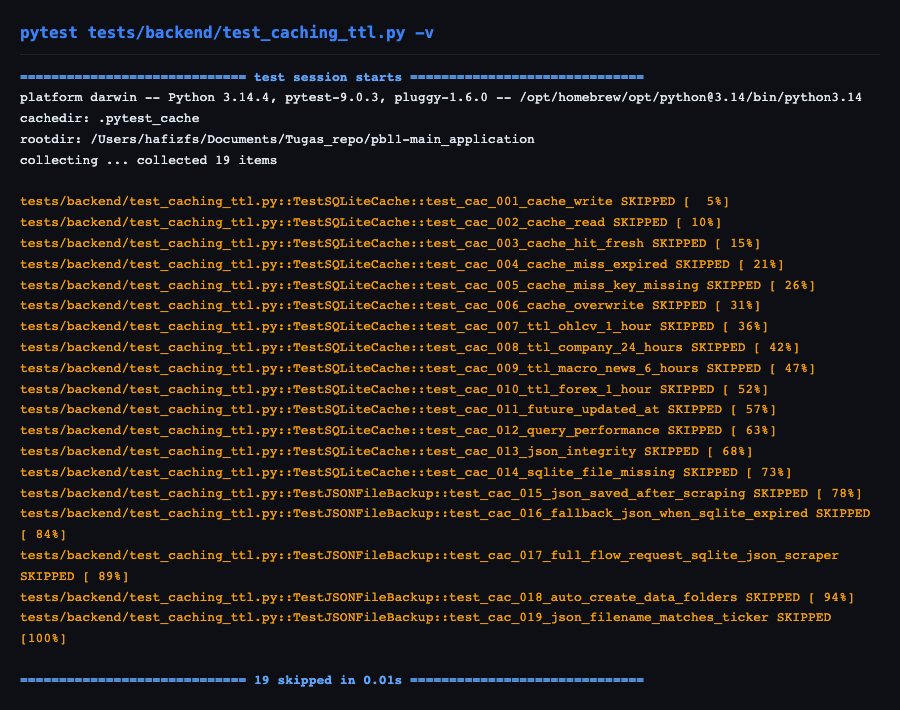 pytest tests/backend/test_caching_ttl.py -v
============================= test session starts ==============================
platform darwin -- Python 3.14.4, pytest-9.0.3, pluggy-1.6.0 -- /opt/homebrew/opt/python@3.14/bin/python3.14
cachedir: .pytest_cache
rootdir: /Users/hafizfs/Documents/Tugas_repo/pbl1-main_application
collecting ... collected 19 items
tests/backend/test_caching_ttl.py::TestSQLiteCache::test_cac_001_cache_write SKIPPED [  5%]
tests/backend/test_caching_ttl.py::TestSQLiteCache::test_cac_002_cache_read SKIPPED [ 10%]
tests/backend/test_caching_ttl.py::TestSQLiteCache::test_cac_003_cache_hit_fresh SKIPPED [ 15%]
tests/backend/test_caching_ttl.py::TestSQLiteCache::test_cac_004_cache_miss_expired SKIPPED [ 21%]
tests/backend/test_caching_ttl.py::TestSQLiteCache::test_cac_005_cache_miss_key_missing SKIPPED [ 26%]
tests/backend/test_caching_ttl.py::TestSQLiteCache::test_cac_006_cache_overwrite SKIPPED [ 31%]
tests/backend/test_caching_ttl.py::TestSQLiteCache::test_cac_007_ttl_ohlcv_1_hour SKIPPED [ 36%]
tests/backend/test_caching_ttl.py::TestSQLiteCache::test_cac_008_ttl_company_24_hours SKIPPED [ 42%]
tests/backend/test_caching_ttl.py::TestSQLiteCache::test_cac_009_ttl_macro_news_6_hours SKIPPED [ 47%]
tests/backend/test_caching_ttl.py::TestSQLiteCache::test_cac_010_ttl_forex_1_hour SKIPPED [ 52%]
tests/backend/test_caching_ttl.py::TestSQLiteCache::test_cac_011_future_updated_at SKIPPED [ 57%]
tests/backend/test_caching_ttl.py::TestSQLiteCache::test_cac_012_query_performance SKIPPED [ 63%]
tests/backend/test_caching_ttl.py::TestSQLiteCache::test_cac_013_json_integrity SKIPPED [ 68%]
tests/backend/test_caching_ttl.py::TestSQLiteCache::test_cac_014_sqlite_file_missing SKIPPED [ 73%]
tests/backend/test_caching_ttl.py::TestJSONFileBackup::test_cac_015_json_saved_after_scraping SKIPPED [ 78%]
tests/backend/test_caching_ttl.py::TestJSONFileBackup::test_cac_016_fallback_json_when_sqlite_expired SKIPPED
[ 84%]
tests/backend/test_caching_ttl.py::TestJSONFileBackup::test_cac_017_full_flow_request_sqlite_json_scraper
SKIPPED [ 89%]
tests/backend/test_caching_ttl.py::TestJSONFileBackup::test_cac_018_auto_create_data_folders SKIPPED [ 94%]
tests/backend/test_caching_ttl.py::TestJSONFileBackup::test_cac_019_json_filename_matches_ticker SKIPPED
[100%]
============================= 19 skipped in 0.01s ==============================